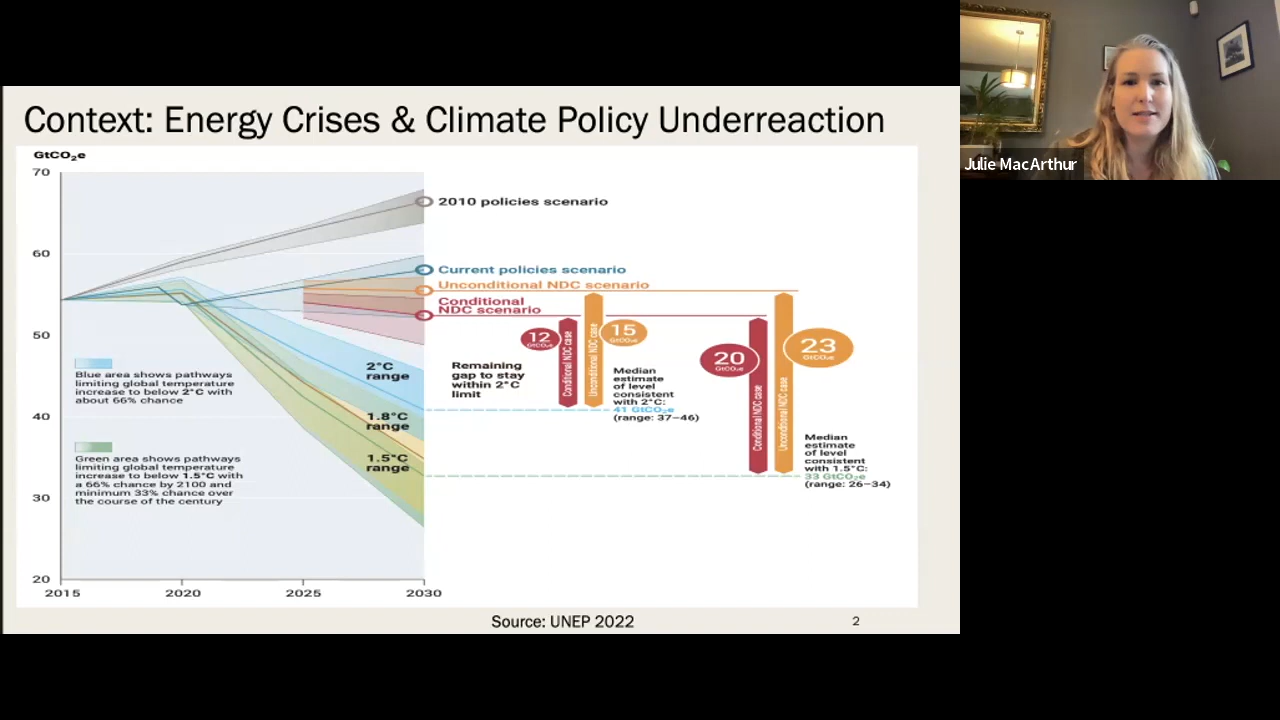 Context: Energy Crises & Climate Policy Underreaction
Julie MacArthur
GtCO₂e
70
60
50
40
30
20
2015
2020
2025
2030
2010 policies scenario
Current policies scenario
Unconditional NDC scenario
Conditional
NDC scenario
Blue area shows pathways
limiting global temperature
increase to below 2°C with
about 66% chance
Green area shows pathways
limiting global temperature
increase to below 1.5°C with
a 66% chance by 2100 and
minimum 33% chance over
the course of the century
2°C
range
1.8°C
range
1.5°C
range
Remaining
gap to stay
within 2°C
limit
12
GtCO₂e
Conditional NDC case
Unconditional NDC case
15
GtCO₂e
Median
estimate
of level
consistent
with 2°C:
41 GtCO₂e
(range: 37–46)
20
GtCO₂e
Conditional NDC case
Unconditional NDC case
23
GtCO₂e
Median
estimate
of level
consistent
with 1.5°C:
33 GtCO₂e
(range: 26–34)
Source: UNEP 2022
2